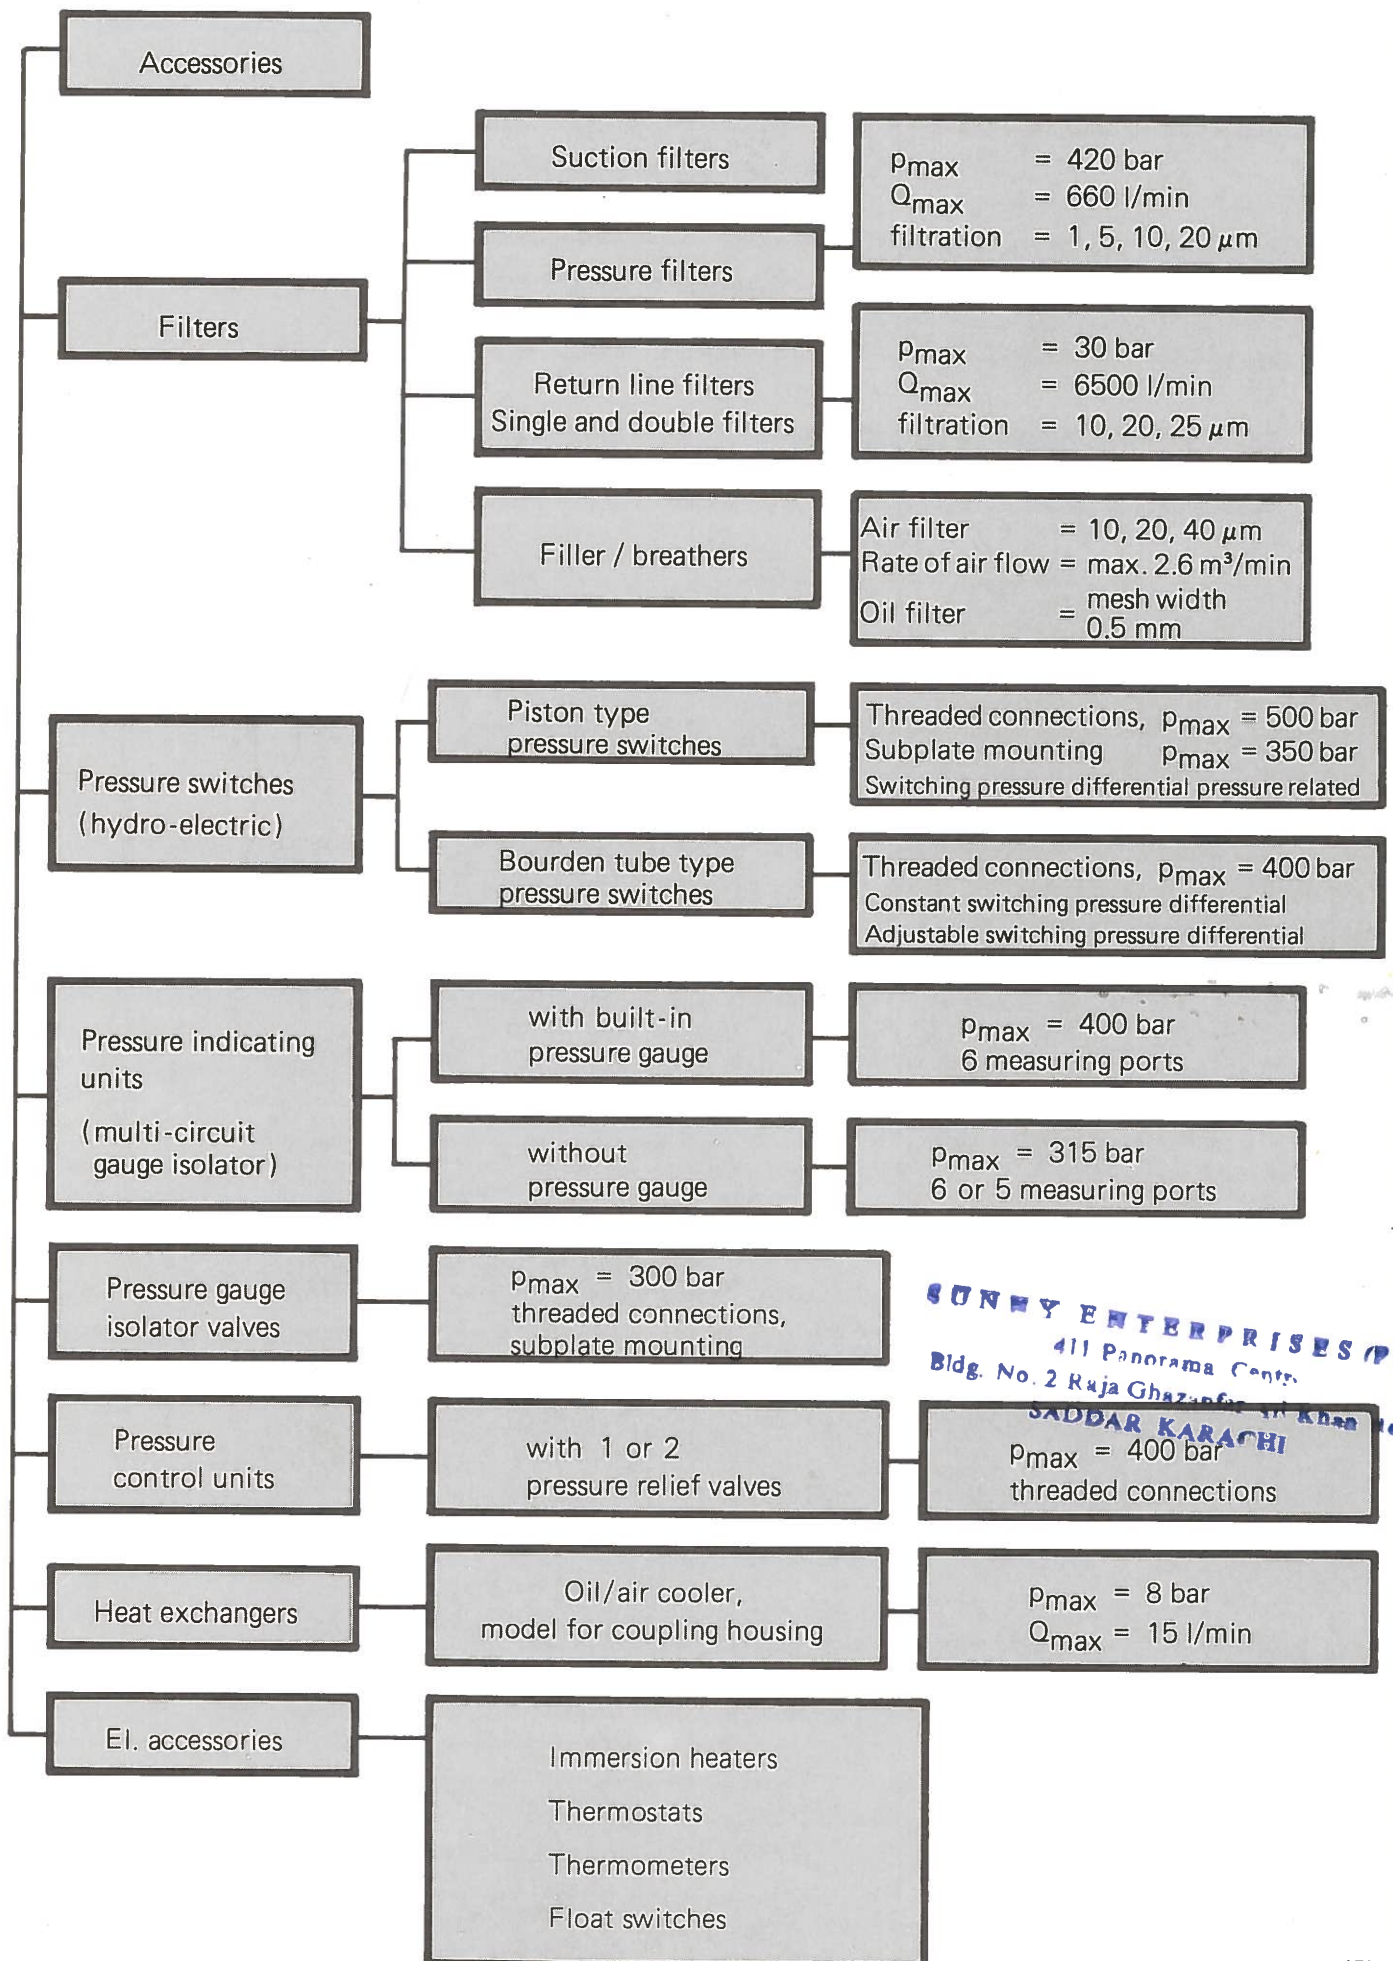 Accessories
Suction filters
pmax = 420 bar
Qmax = 660 l/min
filtration = 1, 5, 10, 20 μm
Pressure filters
Filters
Return line filters
Single and double filters
pmax = 30 bar
Qmax = 6500 l/min
filtration = 10, 20, 25 μm
Filler / breathers
Air filter = 10, 20, 40 μm
Rate of air flow = max. 2.6 m³/min
Oil filter = mesh width
0.5 mm
Pressure switches
(hydro-electric)
Piston type
pressure switches
Threaded connections, pmax = 500 bar
Subplate mounting pmax = 350 bar
Switching pressure differential pressure related
Bourden tube type
pressure switches
Threaded connections, pmax = 400 bar
Constant switching pressure differential
Adjustable switching pressure differential
Pressure indicating
units
(multi-circuit
gauge isolator)
with built-in
pressure gauge
pmax = 400 bar
6 measuring ports
without
pressure gauge
pmax = 315 bar
6 or 5 measuring ports
Pressure gauge
isolator valves
pmax = 300 bar
threaded connections,
subplate mounting
SUNNY ENTERPRISES (P
411 Panorama
Bldg. No. 2 Raja Khan
SADDAR KARACHI
Pressure
control units
with 1 or 2
pressure relief valves
pmax = 400 bar
threaded connections
Heat exchangers
Oil/air cooler,
model for coupling housing
pmax = 8 bar
Qmax = 15 l/min
El. accessories
Immersion heaters
Thermostats
Thermometers
Float switches